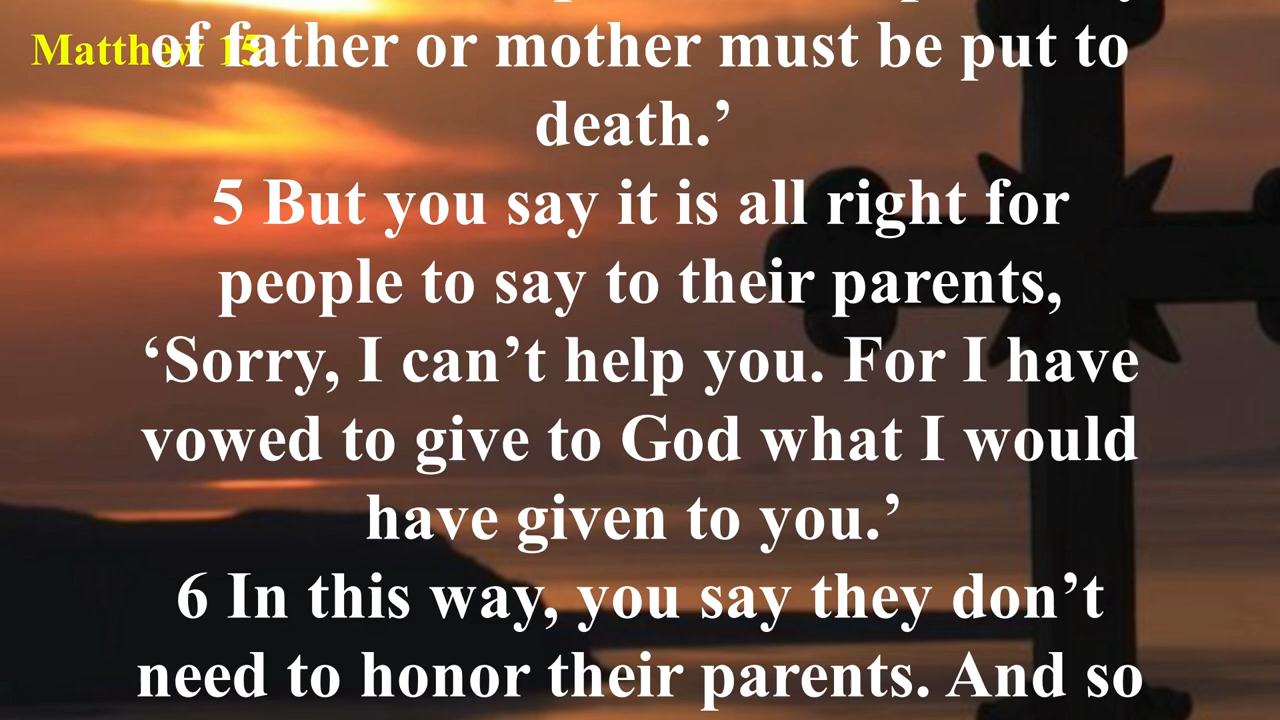 Matthew 15
of father or mother must be put to
death.’
5 But you say it is all right for
people to say to their parents,
‘Sorry, I can’t help you. For I have
vowed to give to God what I would
have given to you.’
6 In this way, you say they don’t
need to honor their parents. And so